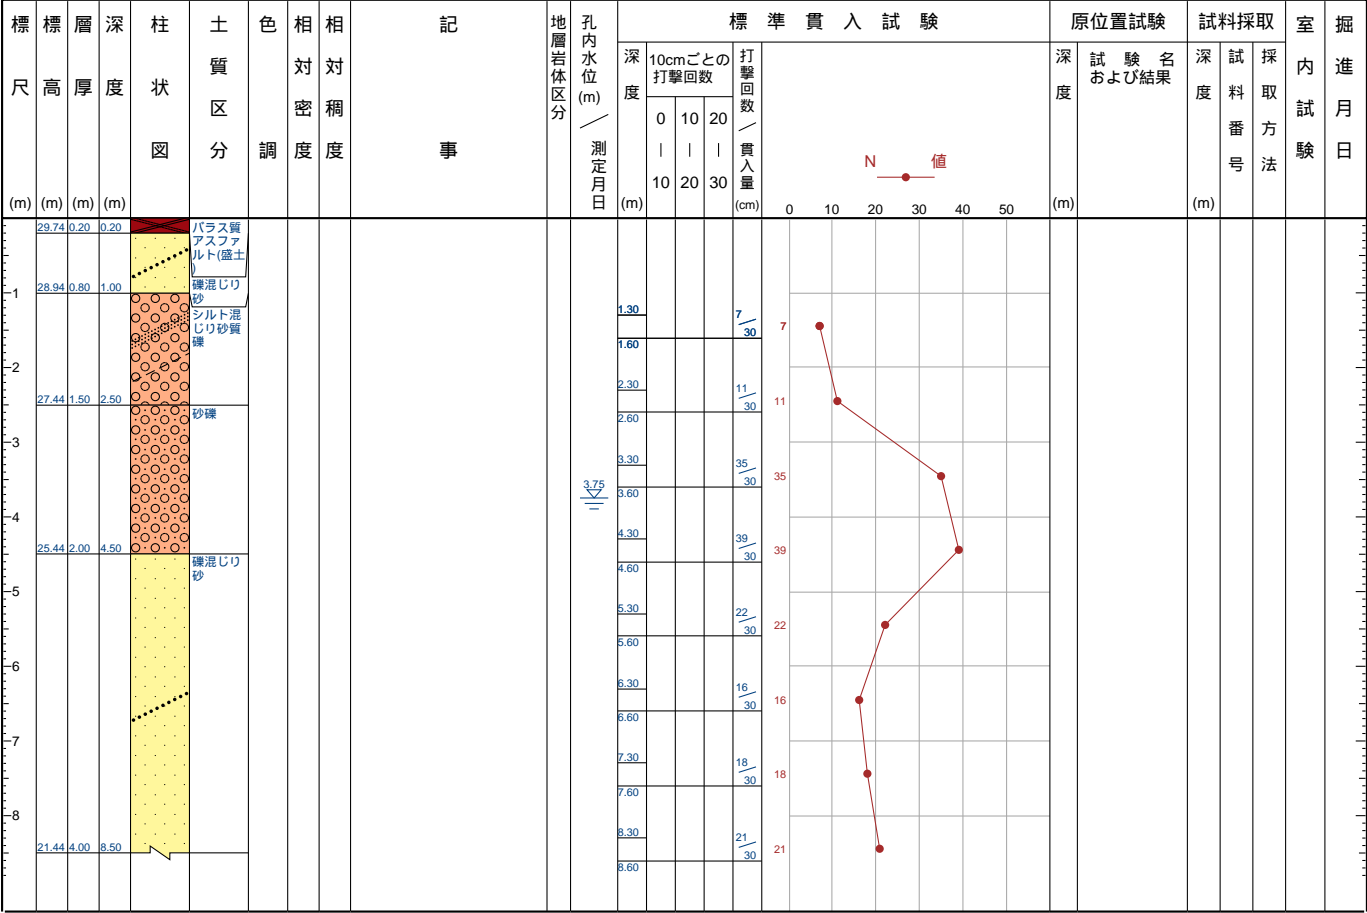 標尺(m)
標高(m)
層厚(m)
深度(m)
柱状図
土質区分
色調
相対密度
相対稠度
記事
地層岩体区分
孔内水位(m)／測定月日
標準貫入試験
深度(m)
10cmごとの
打撃回数
0 10 20
| | |
10 20 30
打撃回数／貫入量(cm)
N 値
0 10 20 30 40 50
原位置試験
深度(m)
試験名
および結果
試料採取
深度(m)
試料番号
採取方法
室内試験
掘進月日
29.74 0.20 0.20
バラス質
アスファ
ルト(盛土
)
28.94 0.80 1.00
礫混じり
砂
シルト混
じり砂質
礫
27.44 1.50 2.50
砂礫
25.44 2.00 4.50
礫混じり
砂
21.44 4.00 8.50
1
2
3
4
5
6
7
8
3.75
1.30 7
30 7
1.60
2.30 11
30 11
2.60
3.30 35
30 35
3.60
4.30 39
30 39
4.60
5.30 22
30 22
5.60
6.30 16
30 16
6.60
7.30 18
30 18
7.60
8.30 21
30 21
8.60